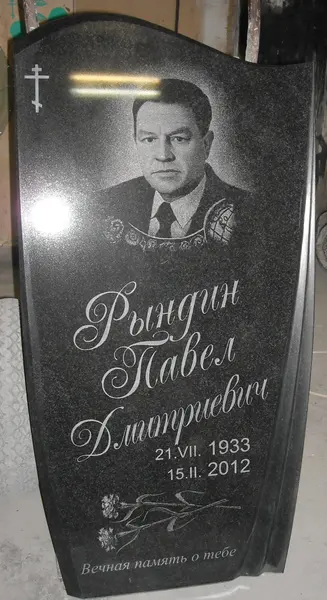 Рындин
Павел
Дмитриевич
21.VII. 1933
15.II. 2012
Вечная память о тебе